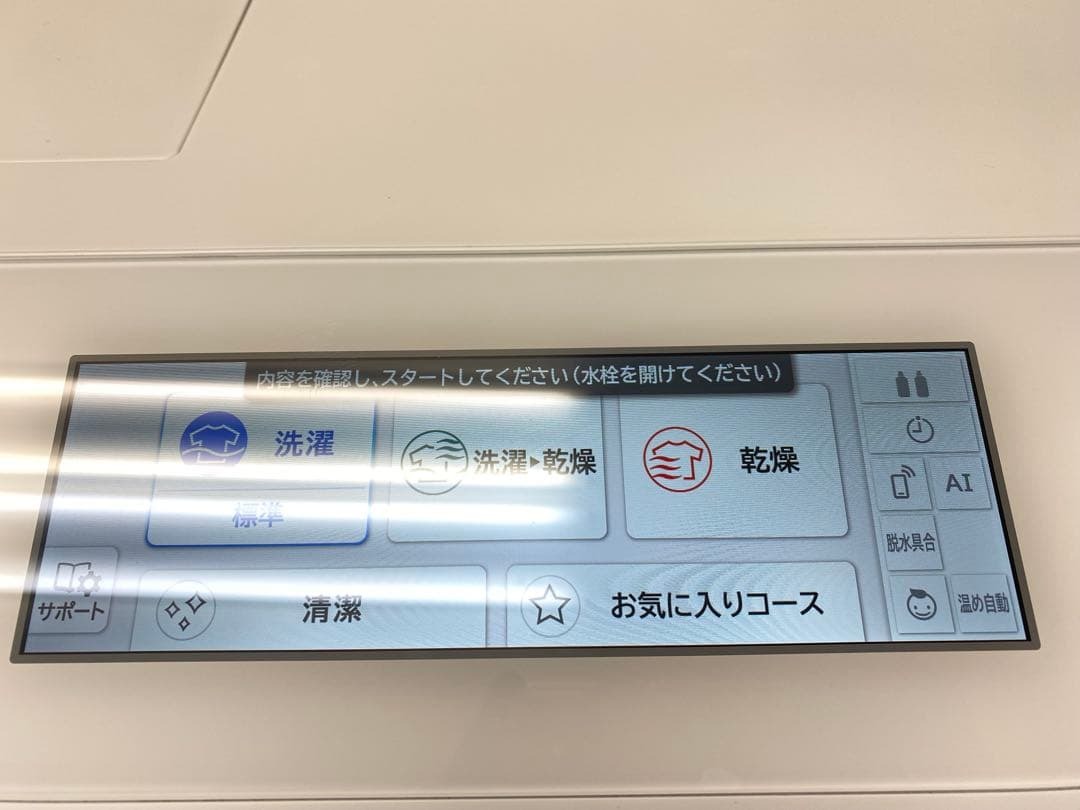 内容を確認し、スタートしてください(水栓を開けてください)
洗濯
標準
洗濯▸乾燥
乾燥
AI
脱水具合
温め自動
サポート
清潔
お気に入りコース